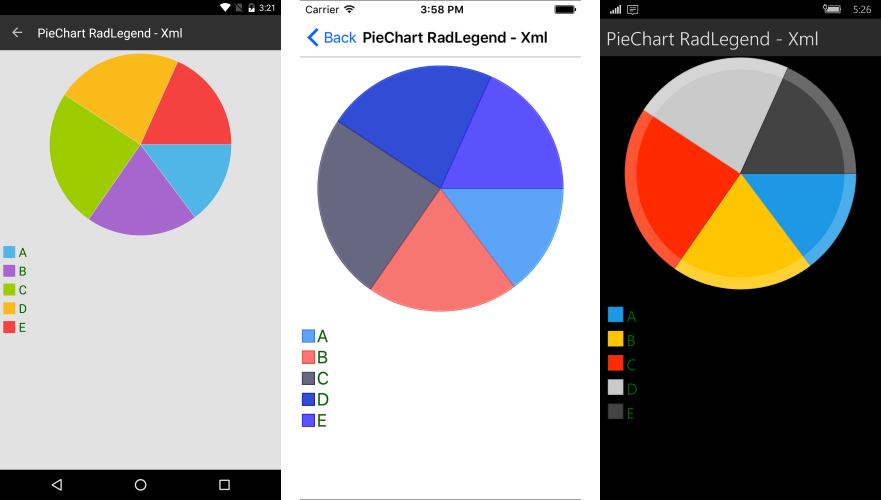 3:21
PieChart RadLegend - Xml
A
B
C
D
E
Carrier 3:58 PM
Back PieChart RadLegend - Xml
A
B
C
D
E
5:26
PieChart RadLegend - Xml
A
B
C
D
E